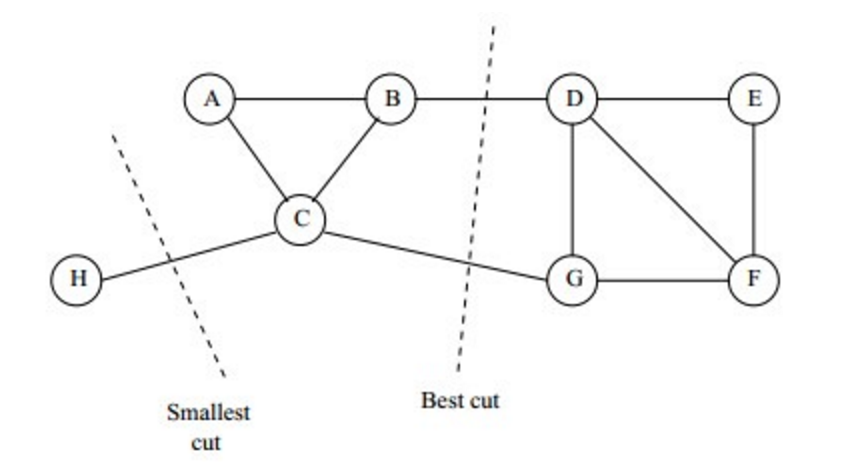 A B D E
C
H G F
Smallest
cut
Best cut